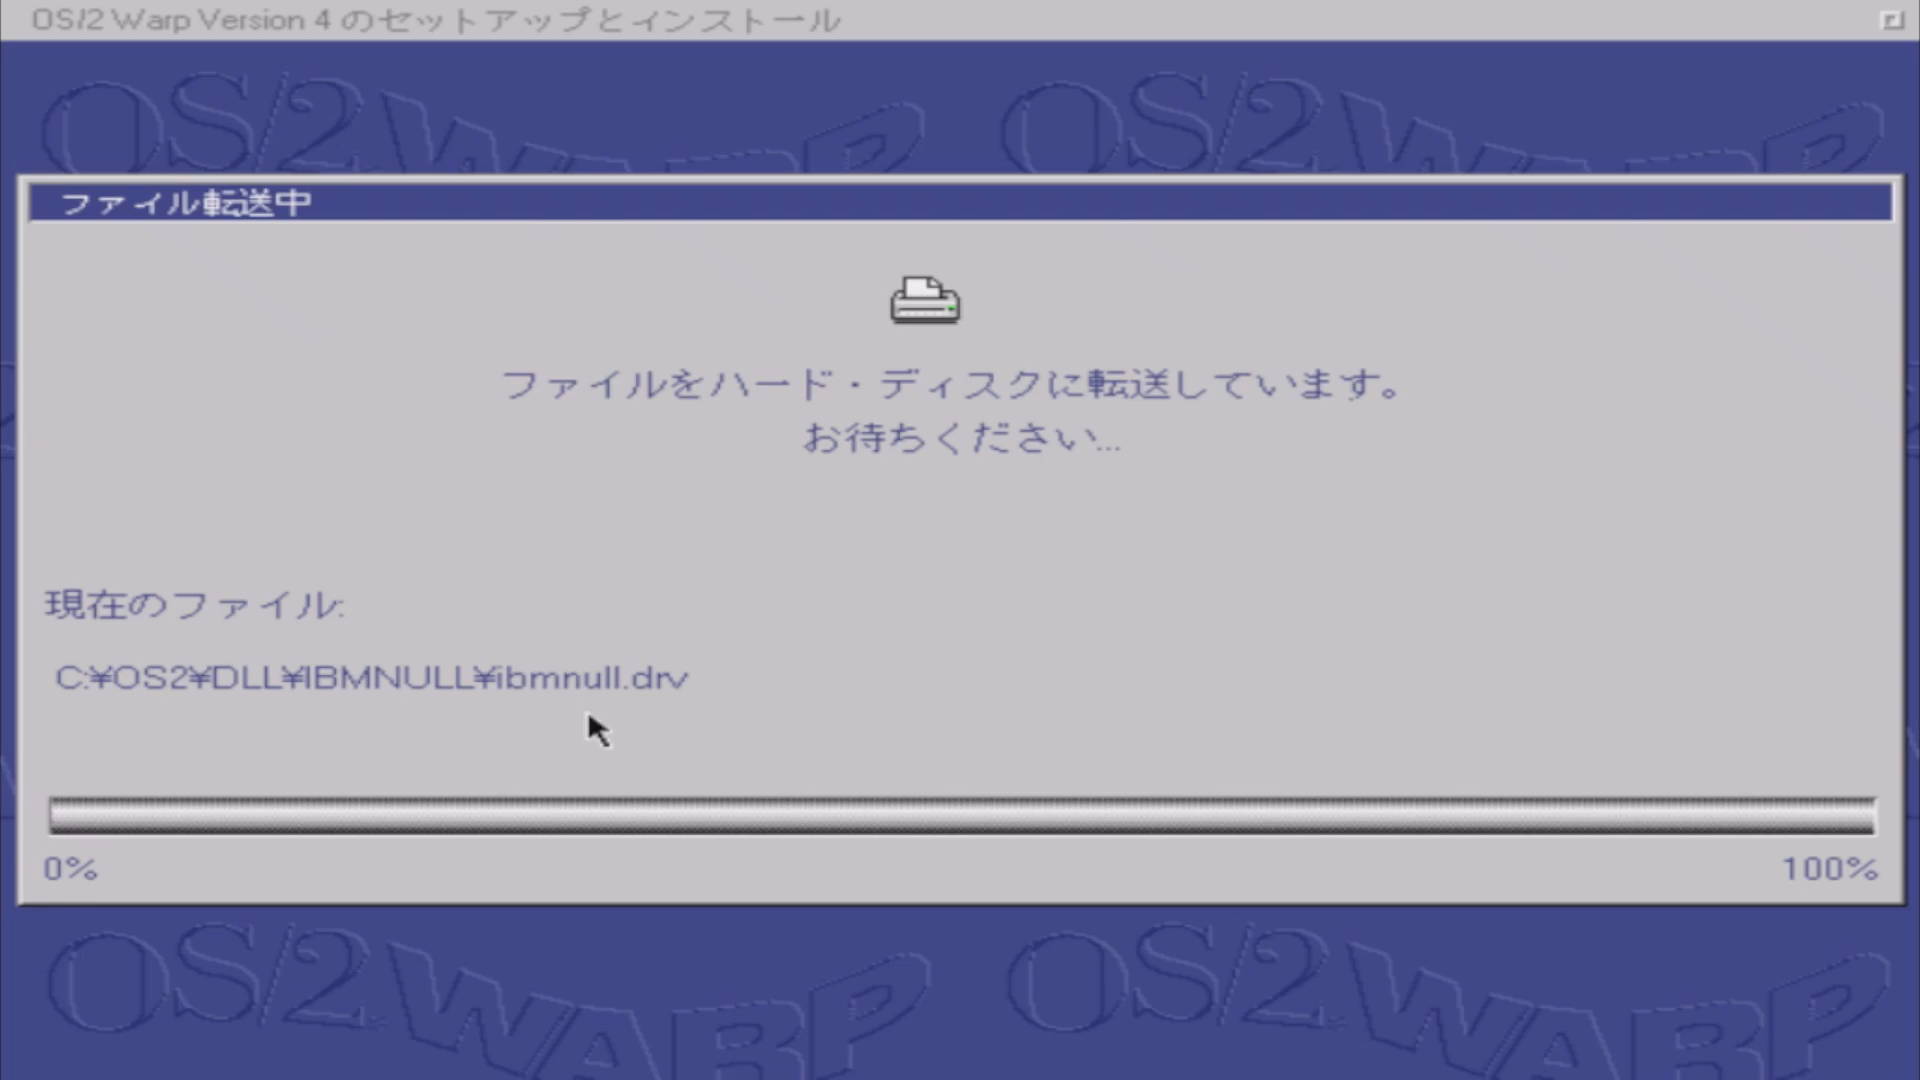 OS/2 Warp Version 4 のセットアップとインストール
OS/2 WARP OS/2 WARP
ファイル転送中
ファイルをハード・ディスクに転送しています。
お待ちください...
現在のファイル:
C:¥OS2¥DLL¥IBMNULL¥ibmnull.drv
0% 100%
OS/2 WARP OS/2 WARP